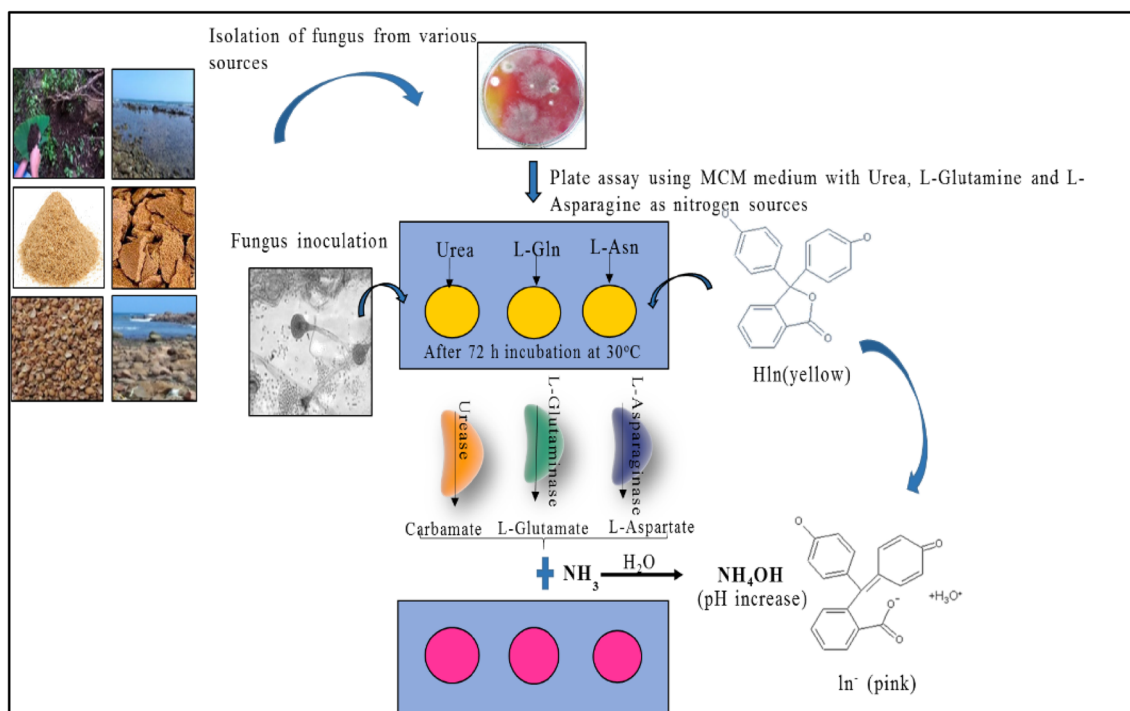 Isolation of fungus from various
sources
Plate assay using MCM medium with Urea, L-Glutamine and L-
Asparagine as nitrogen sources
Fungus inoculation
Urea
L-Gln
L-Asn
After 72 h incubation at 30°C
O
O
O
O
Hln(yellow)
Urease
L-Glutaminase
L-Asparaginase
Carbamate
L-Glutamate
L-Aspartate
NH₃
H₂O
NH₄OH
(pH increase)
O
O
O⁻
O
+H₃O⁺
ln⁻ (pink)